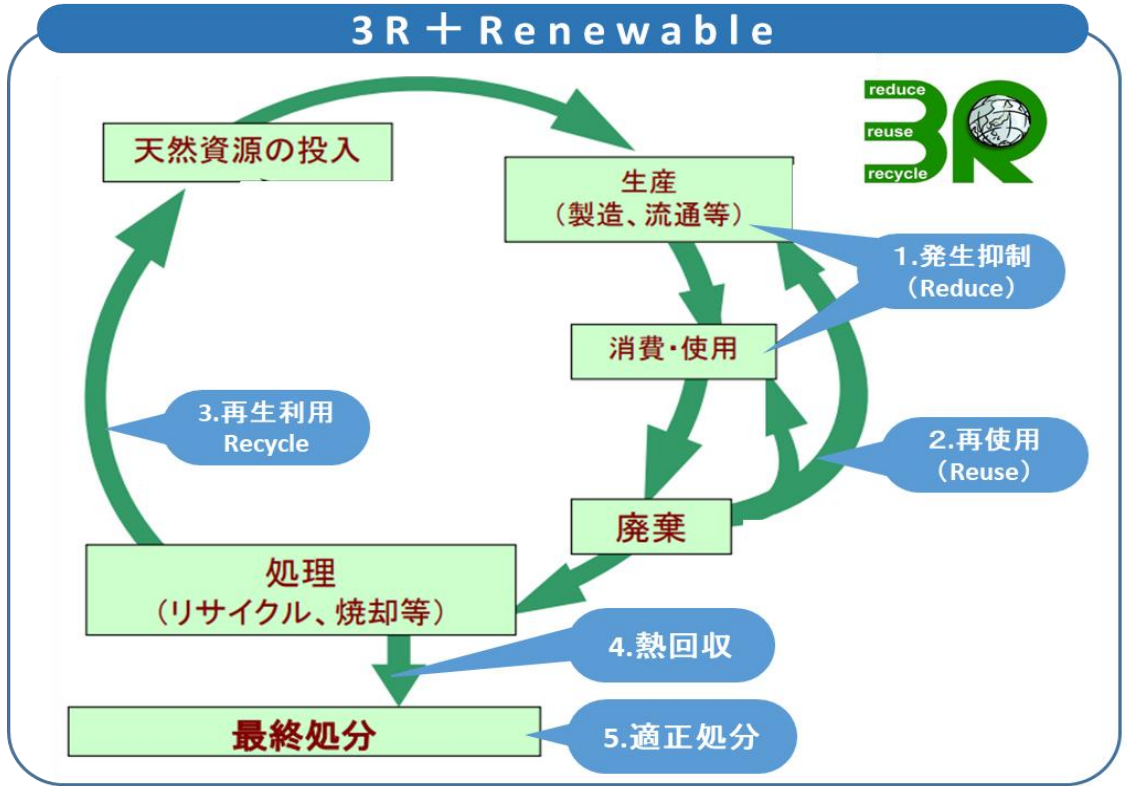 3R＋Renewable
reduce
reuse
recycle
3R
天然資源の投入
生産
（製造、流通等）
1.発生抑制
（Reduce）
消費・使用
3.再生利用
Recycle
2.再使用
（Reuse）
廃棄
処理
（リサイクル、焼却等）
4.熱回収
最終処分
5.適正処分